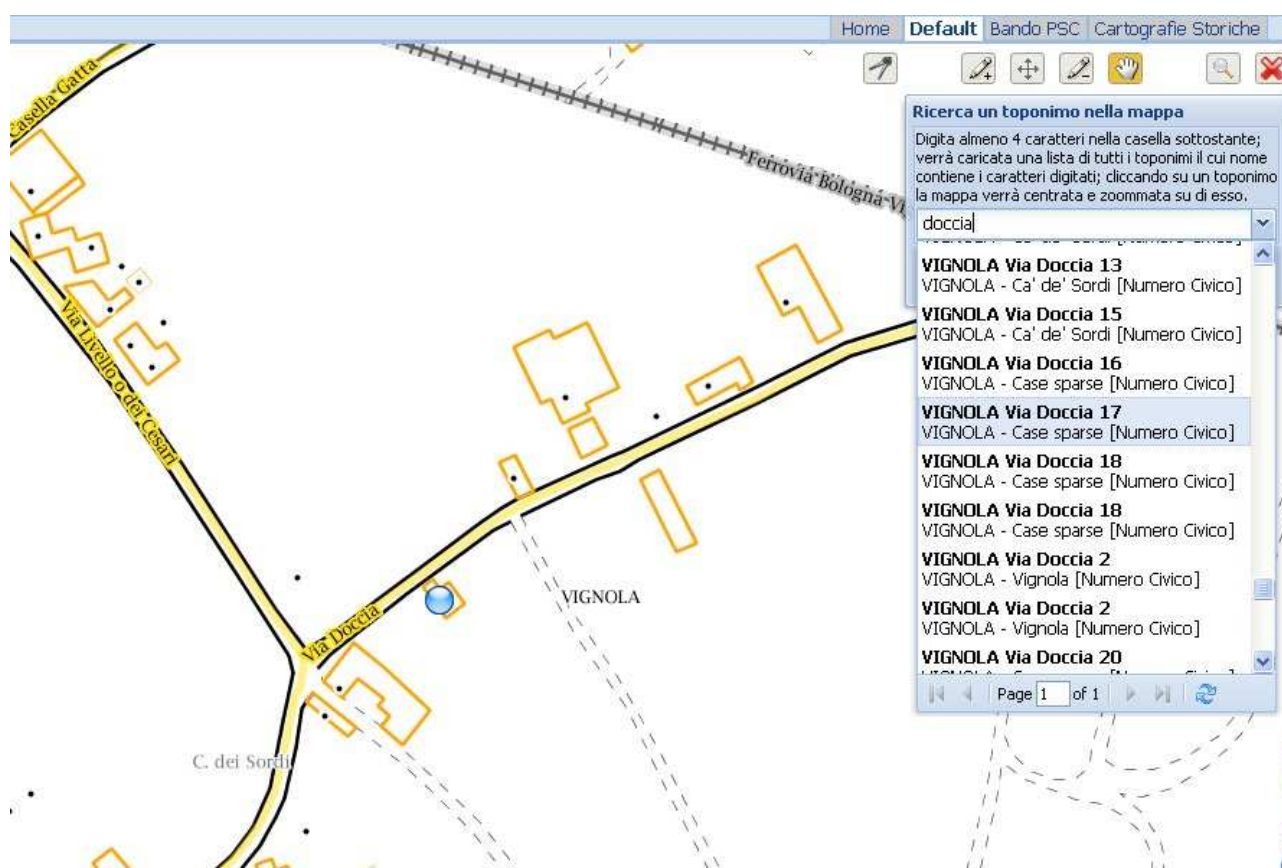 Home Default Bando PSC Cartografie Storiche
Casella Gatta
Ferrovia Bologna Vi
Via Livello o dei Cesari
Via Doccia
VIGNOLA
C. dei Sordi
Ricerca un toponimo nella mappa
Digita almeno 4 caratteri nella casella sottostante;
verrà caricata una lista di tutti i toponimi il cui nome
contiene i caratteri digitati; cliccando su un toponimo
la mappa verrà centrata e zoommata su di esso.
doccia
VIGNOLA Via Doccia 13
VIGNOLA - Ca' de' Sordi [Numero Civico]
VIGNOLA Via Doccia 15
VIGNOLA - Ca' de' Sordi [Numero Civico]
VIGNOLA Via Doccia 16
VIGNOLA - Case sparse [Numero Civico]
VIGNOLA Via Doccia 17
VIGNOLA - Case sparse [Numero Civico]
VIGNOLA Via Doccia 18
VIGNOLA - Case sparse [Numero Civico]
VIGNOLA Via Doccia 18
VIGNOLA - Case sparse [Numero Civico]
VIGNOLA Via Doccia 2
VIGNOLA - Vignola [Numero Civico]
VIGNOLA Via Doccia 2
VIGNOLA - Vignola [Numero Civico]
VIGNOLA Via Doccia 20
Page 1 of 1